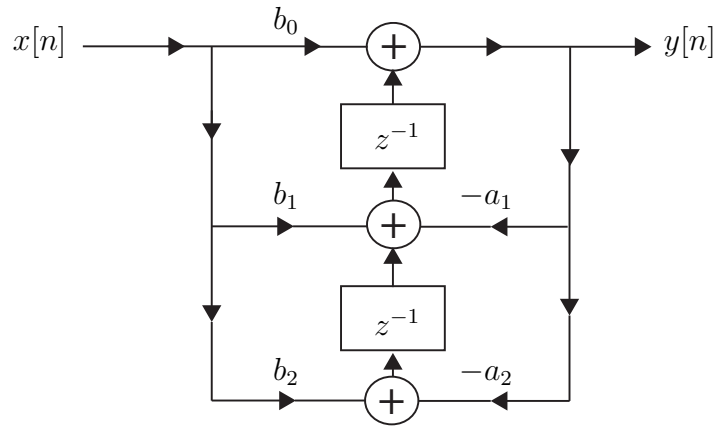 b₀
x[n] + y[n]
z⁻¹
b₁ −a₁
+
z⁻¹
b₂ −a₂
+